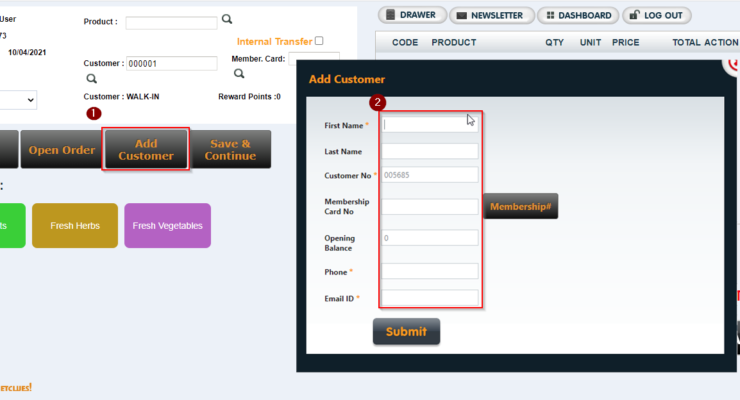 User
Product :
DRAWER
NEWSLETTER
DASHBOARD
LOG OUT
73
10/04/2021
Internal Transfer
CODE PRODUCT QTY UNIT PRICE TOTAL ACTION
Customer : 000001
Member. Card:
Customer : WALK-IN
Reward Points :0
1
Open Order
Add
Customer
Save &
Continue
:
ts
Fresh Herbs
Fresh Vegetables
Add Customer
2
First Name *
Last Name
Customer No * 005685
Membership
Card No
Membership#
Opening
Balance
0
Phone *
Email ID *
Submit
ETCLUES!